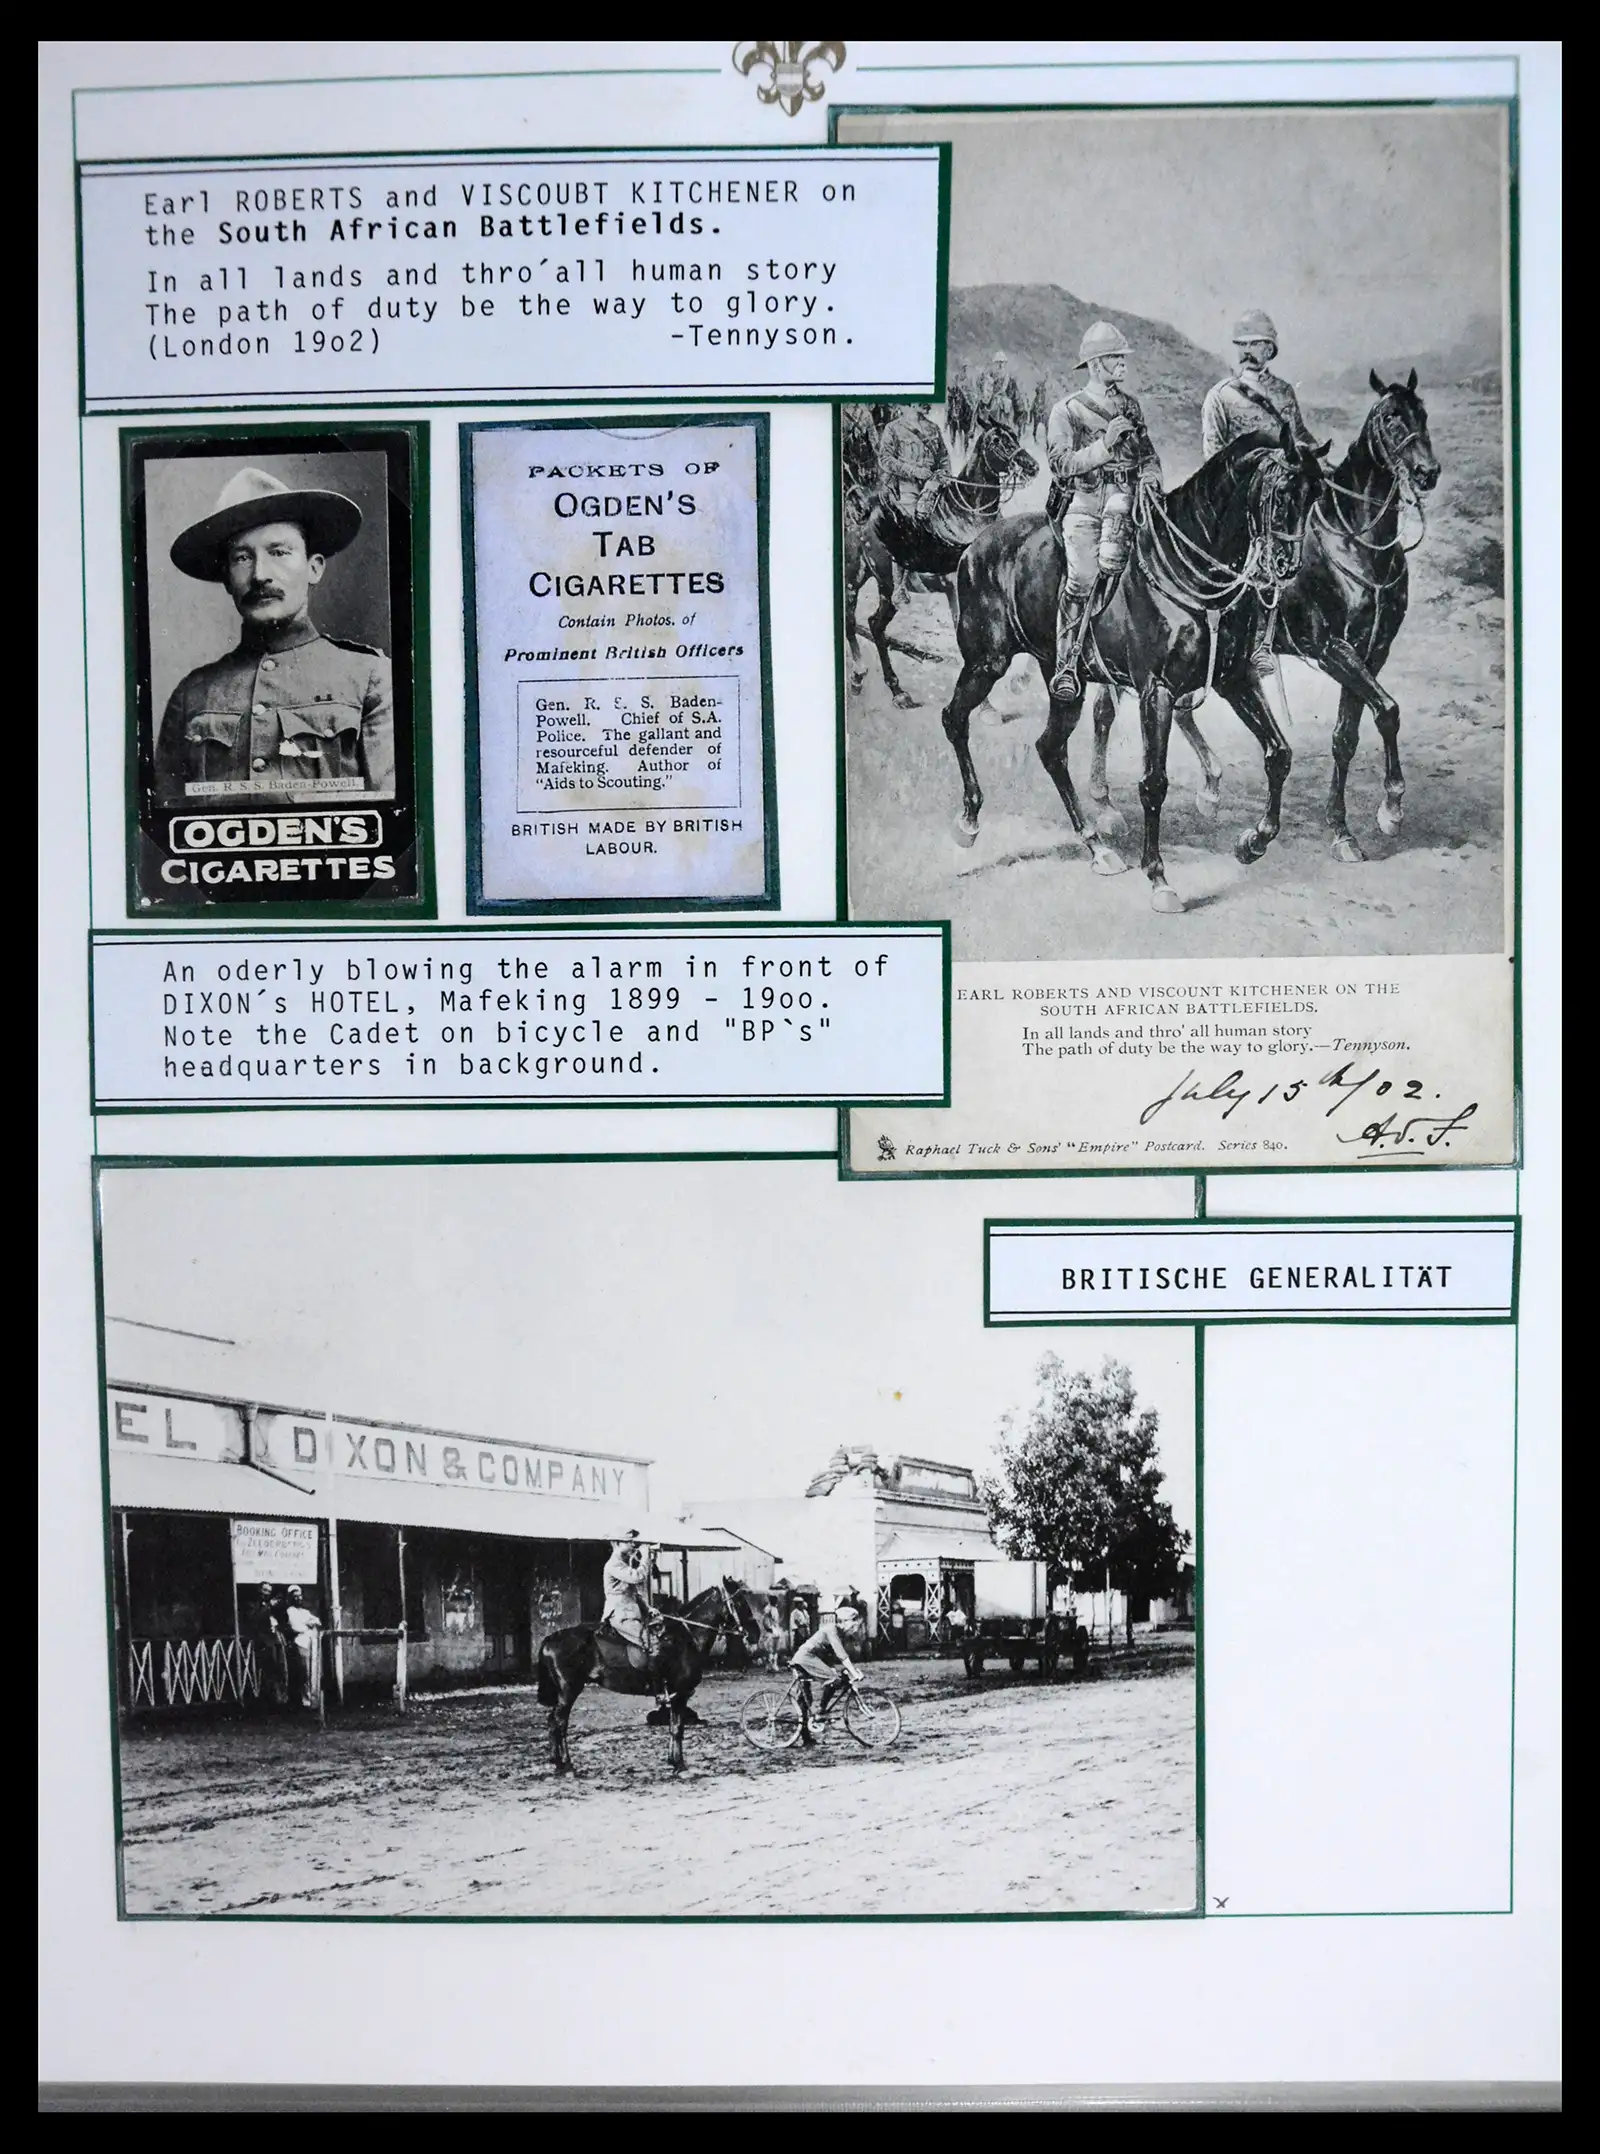 Earl ROBERTS and VISCOUBT KITCHENER on
the South African Battlefields.
In all lands and thro´all human story
The path of duty be the way to glory.
(London 19o2) -Tennyson.
Gen. R. S. S. Baden-Powell.
OGDEN'S
CIGARETTES
PACKETS OF
OGDEN'S
TAB
CIGARETTES
Contain Photos. of
Prominent British Officers
Gen. R. S. S. Baden-
Powell. Chief of S.A.
Police. The gallant and
resourceful defender of
Mafeking. Author of
"Aids to Scouting."
BRITISH MADE BY BRITISH
LABOUR.
An oderly blowing the alarm in front of
DIXON´s HOTEL, Mafeking 1899 - 19oo.
Note the Cadet on bicycle and "BP`s"
headquarters in background.
EARL ROBERTS AND VISCOUNT KITCHENER ON THE
SOUTH AFRICAN BATTLEFIELDS.
In all lands and thro' all human story
The path of duty be the way to glory.—Tennyson.
July 15th/02.
A.v.F.
Raphael Tuck & Sons' "Empire" Postcard. Series 840.
BRITISCHE GENERALITÄT
EL DIXON & COMPANY
BOOKING OFFICE
x